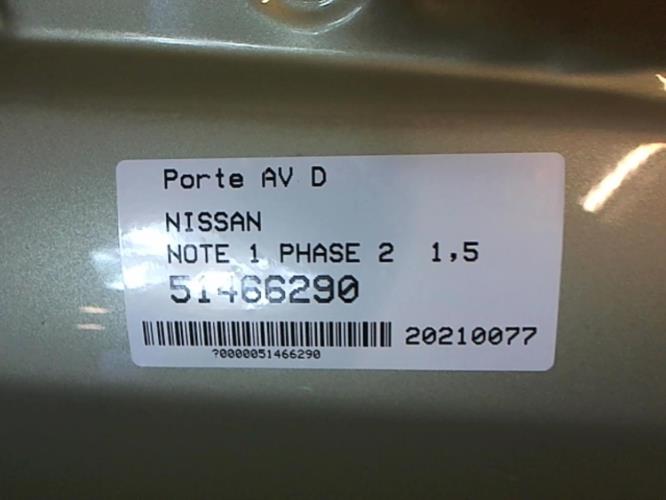 Porte AV D
NISSAN
NOTE 1 PHASE 2 1,5
51466290
20210077
?0000051466290